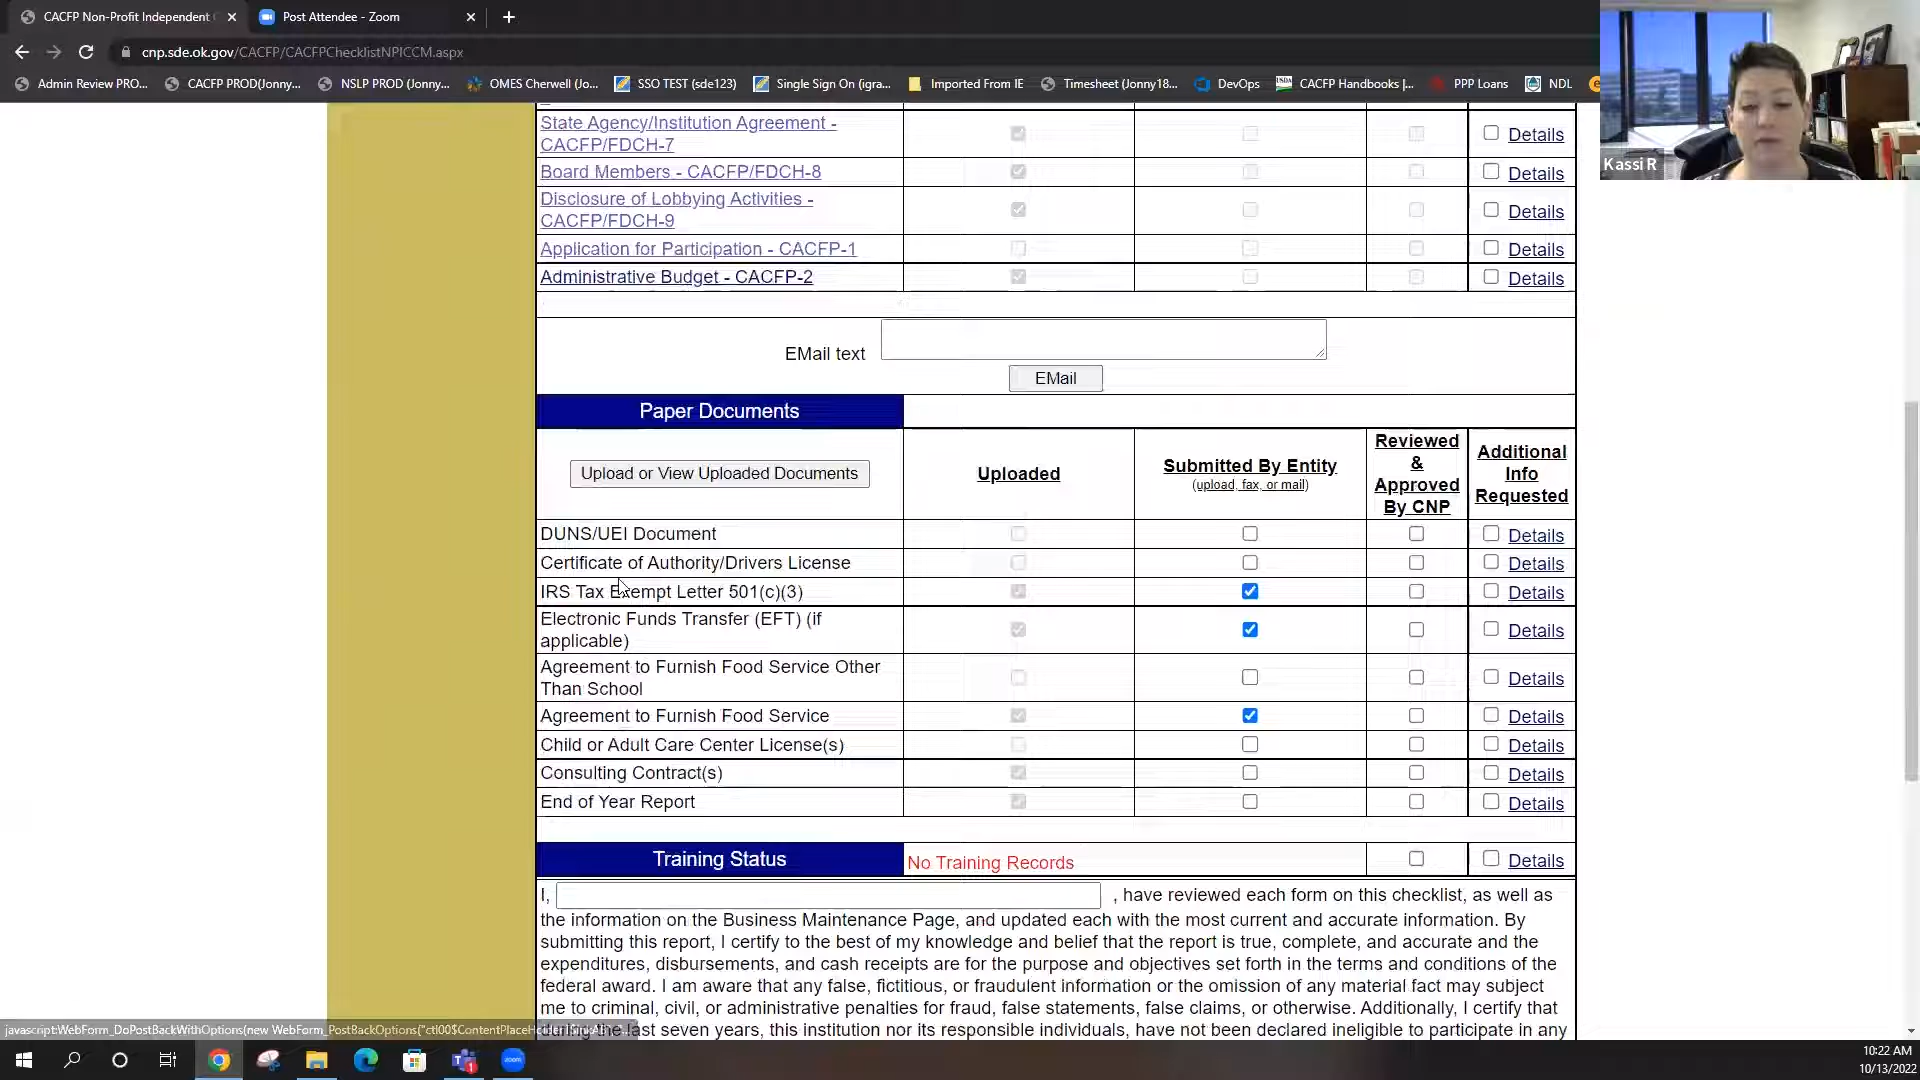 CACFP Non-Profit Independent
Post Attendee - Zoom
cnp.sde.ok.gov/CACFP/CACFPChecklistNPICCM.aspx
Admin Review PRO... CACFP PROD(Jonny... NSLP PROD (Jonny... OMES Cherwell (Jo... SSO TEST (sde123) Single Sign On (igra... Imported From IE Timesheet (Jonny18... DevOps CACFP Handbooks |... PPP Loans NDL
Kassi R
State Agency/Institution Agreement -
CACFP/FDCH-7
Details
Board Members - CACFP/FDCH-8
Details
Disclosure of Lobbying Activities -
CACFP/FDCH-9
Details
Application for Participation - CACFP-1
Details
Administrative Budget - CACFP-2
Details
EMail text
EMail
Paper Documents
Upload or View Uploaded Documents
Uploaded
Submitted By Entity
(upload, fax, or mail)
Reviewed
&
Approved
By CNP
Additional
Info
Requested
DUNS/UEI Document
Details
Certificate of Authority/Drivers License
Details
IRS Tax Exempt Letter 501(c)(3)
Details
Electronic Funds Transfer (EFT) (if
applicable)
Details
Agreement to Furnish Food Service Other
Than School
Details
Agreement to Furnish Food Service
Details
Child or Adult Care Center License(s)
Details
Consulting Contract(s)
Details
End of Year Report
Details
Training Status
No Training Records
Details
I, , have reviewed each form on this checklist, as well as
the information on the Business Maintenance Page, and updated each with the most current and accurate information. By
submitting this report, I certify to the best of my knowledge and belief that the report is true, complete, and accurate and the
expenditures, disbursements, and cash receipts are for the purpose and objectives set forth in the terms and conditions of the
federal award. I am aware that any false, fictitious, or fraudulent information or the omission of any material fact may subject
me to criminal, civil, or administrative penalties for fraud, false statements, false claims, or otherwise. Additionally, I certify that
last seven years, this institution nor its responsible individuals, have not been declared ineligible to participate in any
javascript:WebForm_DoPostBackWithOptions(new WebForm_PostBackOptions("ctl00$ContentPlaceHolder
10:22 AM
10/13/2022